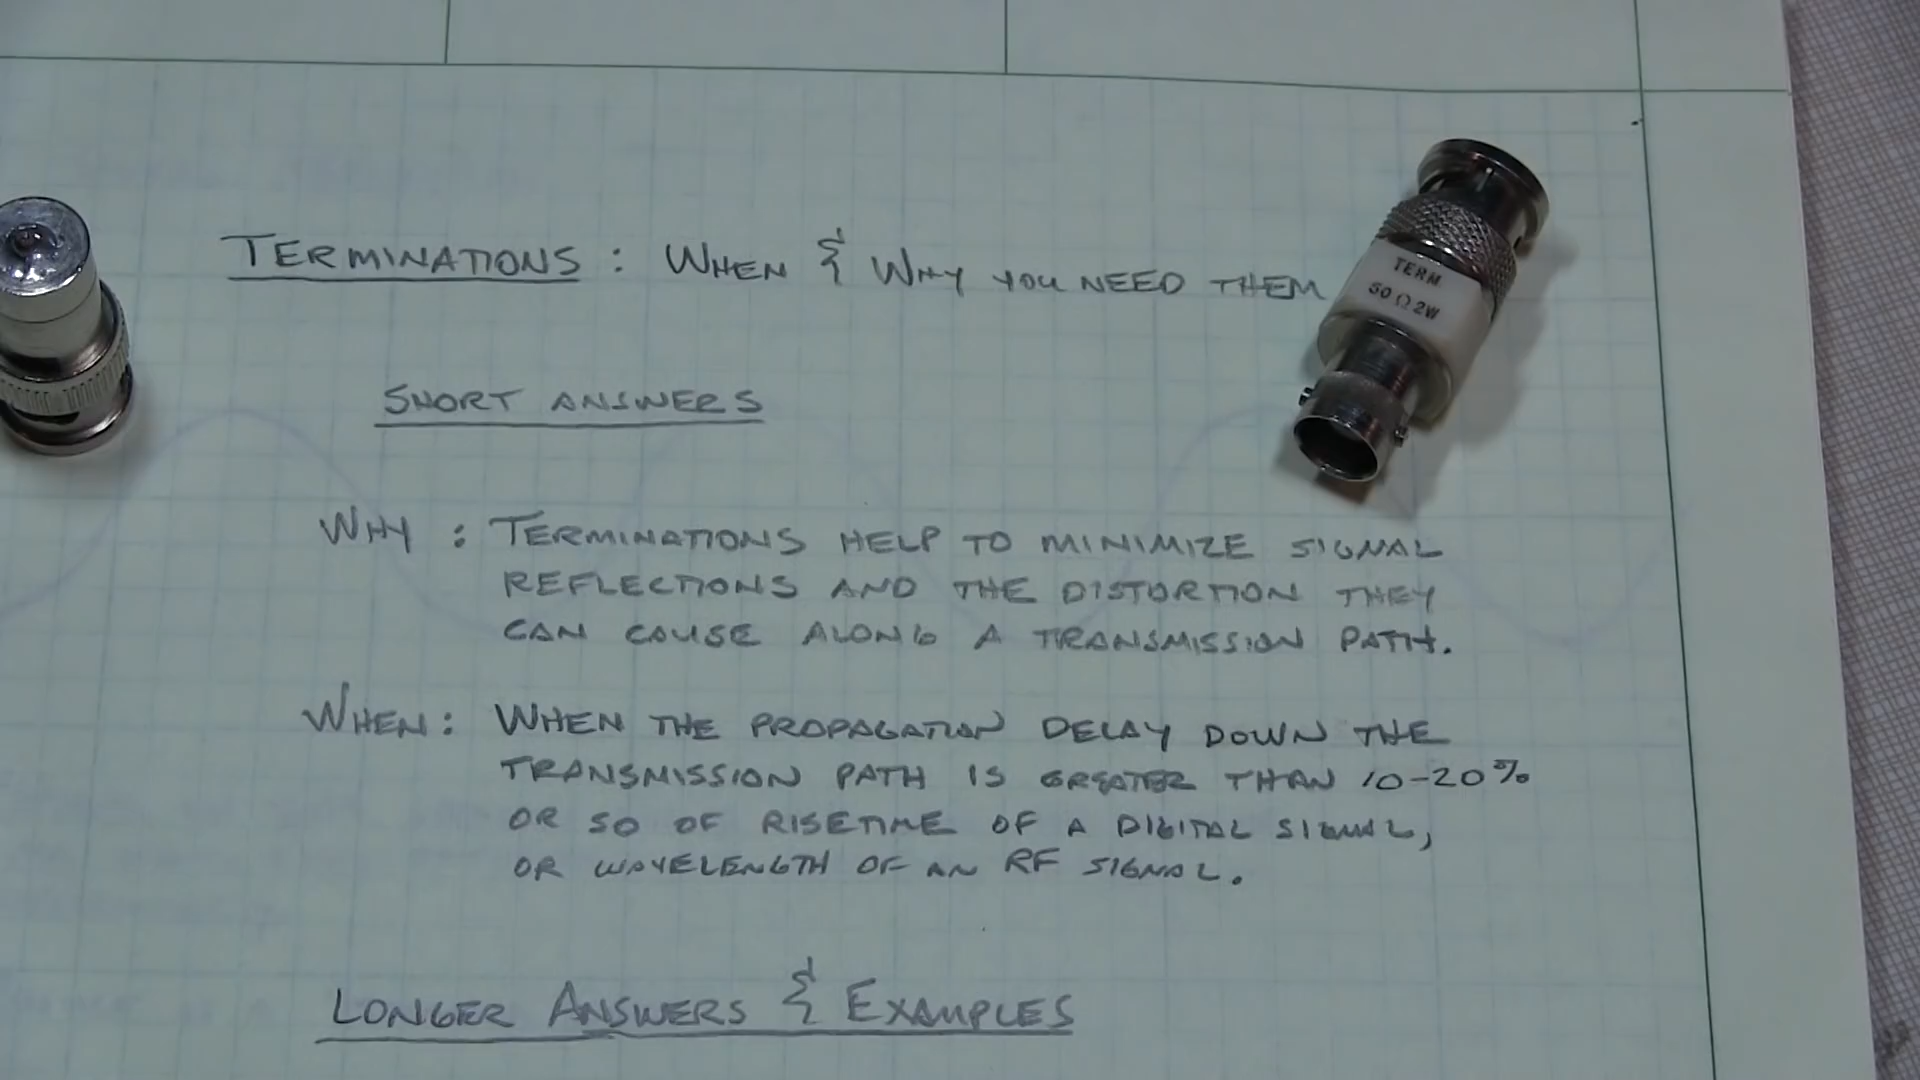 TERMINATIONS: WHEN & WHY YOU NEED THEM
TERM
50Ω2W
SHORT ANSWERS
WHY: TERMINATIONS HELP TO MINIMIZE SIGNAL
REFLECTIONS AND THE DISTORTION THEY
CAN CAUSE ALONG A TRANSMISSION PATH.
WHEN: WHEN THE PROPAGATION DELAY DOWN THE
TRANSMISSION PATH IS GREATER THAN 10-20%
OR SO OF RISETIME OF A DIGITAL SIGNAL,
OR WAVELENGTH OF AN RF SIGNAL.
LONGER ANSWERS & EXAMPLES